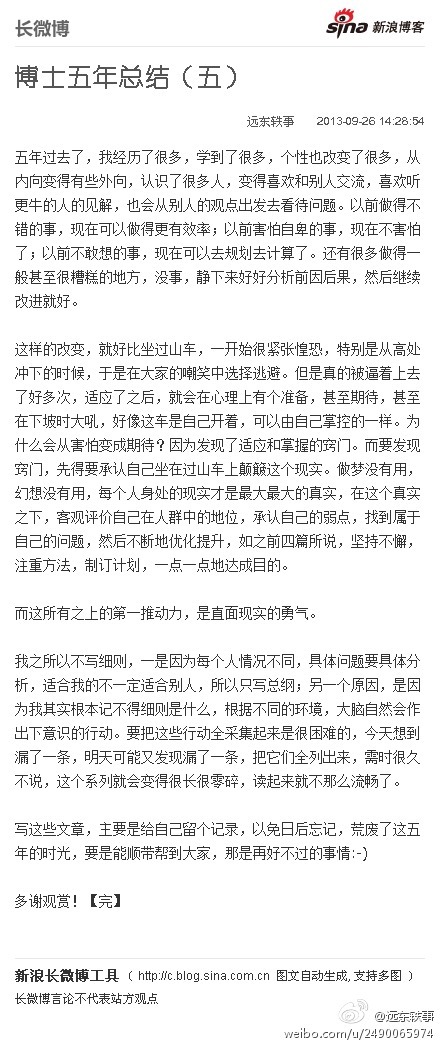 长微博
sina 新浪博客
博士五年总结（五）
远东轶事 2013-09-26 14:26:54
五年过去了，我经历了很多，学到了很多，个性也改变了很多，从
内向变得有些外向，认识了很多人，变得喜欢和别人交流，喜欢听
更牛的人的见解，也会从别人的观点出发去看待问题。以前做得不
错的事，现在可以做得更有效率；以前害怕自卑的事，现在不害怕
了；以前不敢想的事，现在可以去规划去计算了。还有很多做得一
般甚至很糟糕的地方，没事，静下来好好分析前因后果，然后继续
改进就好。
这样的改变，就好比坐过山车，一开始很紧张惶恐，特别是从高处
冲下的时候，于是在大家的嘲笑中选择逃避。但是真的被逼着上去
了好多次，适应了之后，就会在心理上有个准备，甚至期待，甚至
在下坡时大吼，好像这车是自己开着，可以由自己掌控的一样。为
什么会从害怕变成期待？因为发现了适应和掌握的窍门。而要发现
窍门，先得要承认自己坐在过山车上颠簸这个现实。做梦没有用，
幻想没有用，每个人身处的现实才是最大最大的真实，在这个真实
之下，客观评价自己在人群中的地位，承认自己的弱点，找到属于
自己的问题，然后不断地优化提升，如之前四篇所说，坚持不懈，
注重方法，制订计划，一点一点地达成目的。
而这所有之上的第一推动力，是直面现实的勇气。
我之所以不写细则，一是因为每个人情况不同，具体问题要具体分
析，适合我的不一定适合别人，所以只写总纲；另一个原因，是因
为我其实根本记不得细则是什么，根据不同的环境，大脑自然会作
出下意识的行动。要把这些行动全采集起来是很困难的，今天想到
漏了一条，明天可能又发现漏了一条，把它们全列出来，需时很久
不说，这个系列就会变得很长很零碎，读起来就不那么流畅了。
写这些文章，主要是给自己留个记录，以免日后忘记，荒废了这五
年的时光，要是能顺带帮到大家，那是再好不过的事情:-)
多谢观赏！【完】
新浪长微博工具（ http://c.blog.sina.com.cn 图文自动生成,支持多图 ）
长微博言论不代表站方观点
@远东轶事
weibo.com/u/2490065974